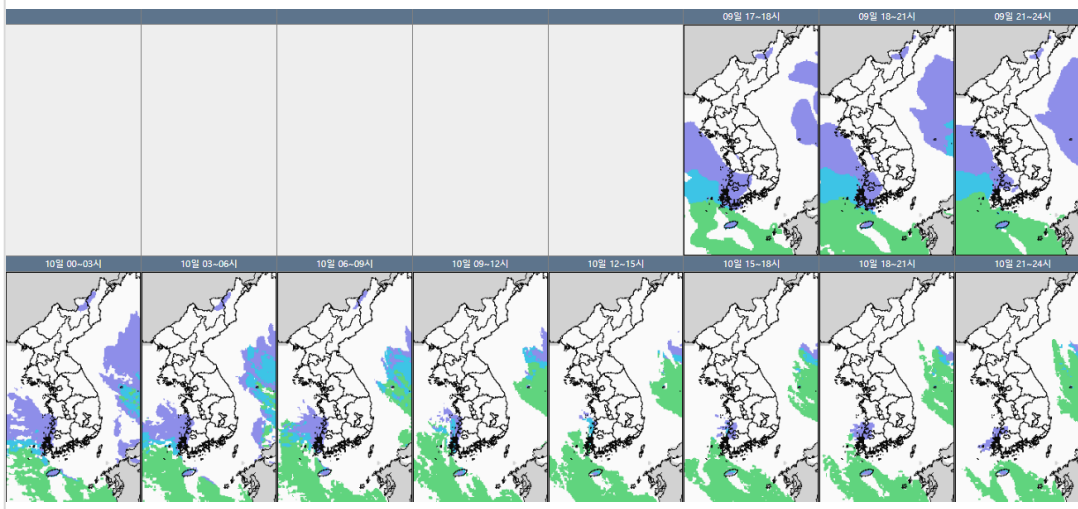 09일 17~18시
09일 18~21시
09일 21~24시
10일 00~03시
10일 03~06시
10일 06~09시
10일 09~12시
10일 12~15시
10일 15~18시
10일 18~21시
10일 21~24시